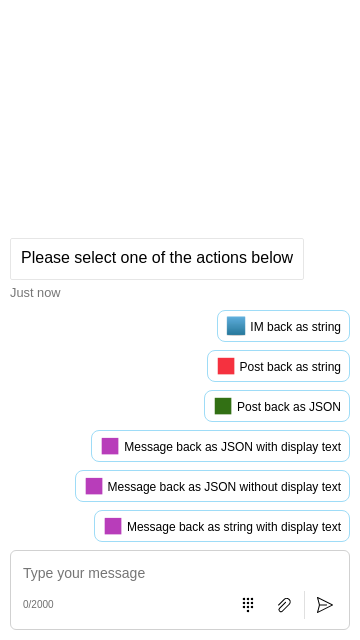 Please select one of the actions below
Just now
IM back as string
Post back as string
Post back as JSON
Message back as JSON with display text
Message back as JSON without display text
Message back as string with display text
Type your message
0/2000